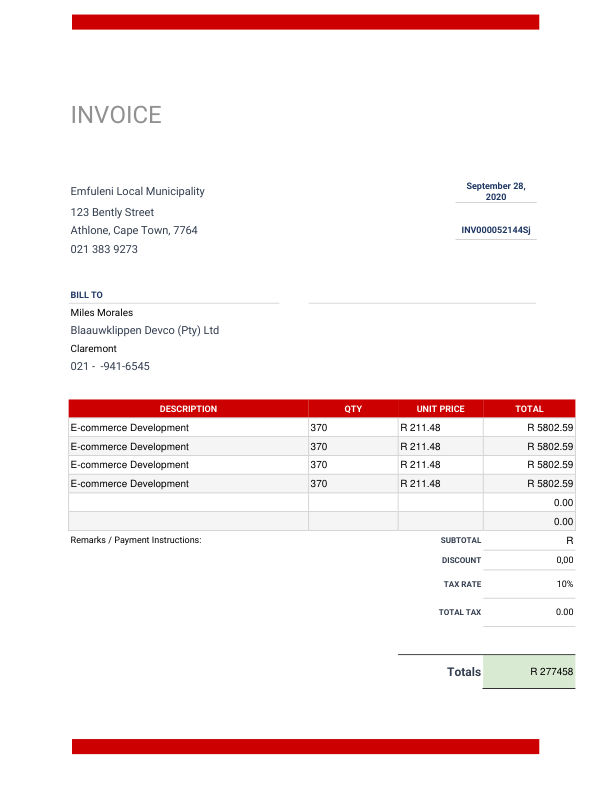 INVOICE
Emfuleni Local Municipality
September 28,
2020
123 Bently Street
Athlone, Cape Town, 7764
INV000052144Sj
021 383 9273
BILL TO
Miles Morales
Blaauwklippen Devco (Pty) Ltd
Claremont
021 -  -941-6545
DESCRIPTION QTY UNIT PRICE TOTAL
E-commerce Development 370 R 211.48 R 5802.59
E-commerce Development 370 R 211.48 R 5802.59
E-commerce Development 370 R 211.48 R 5802.59
E-commerce Development 370 R 211.48 R 5802.59
0.00
0.00
Remarks / Payment Instructions: SUBTOTAL R
DISCOUNT 0,00
TAX RATE 10%
TOTAL TAX 0.00
Totals R 277458